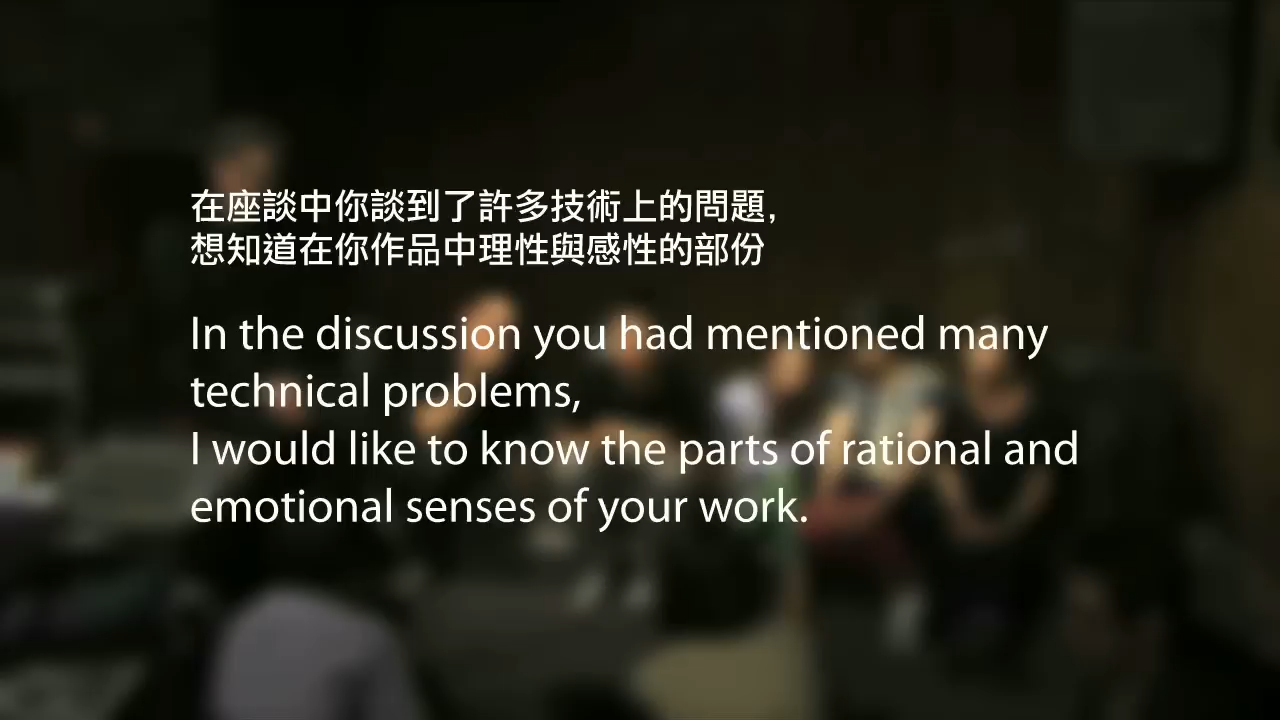 在座談中你談到了許多技術上的問題,
想知道在你作品中理性與感性的部份
In the discussion you had mentioned many
technical problems,
I would like to know the parts of rational and
emotional senses of your work.